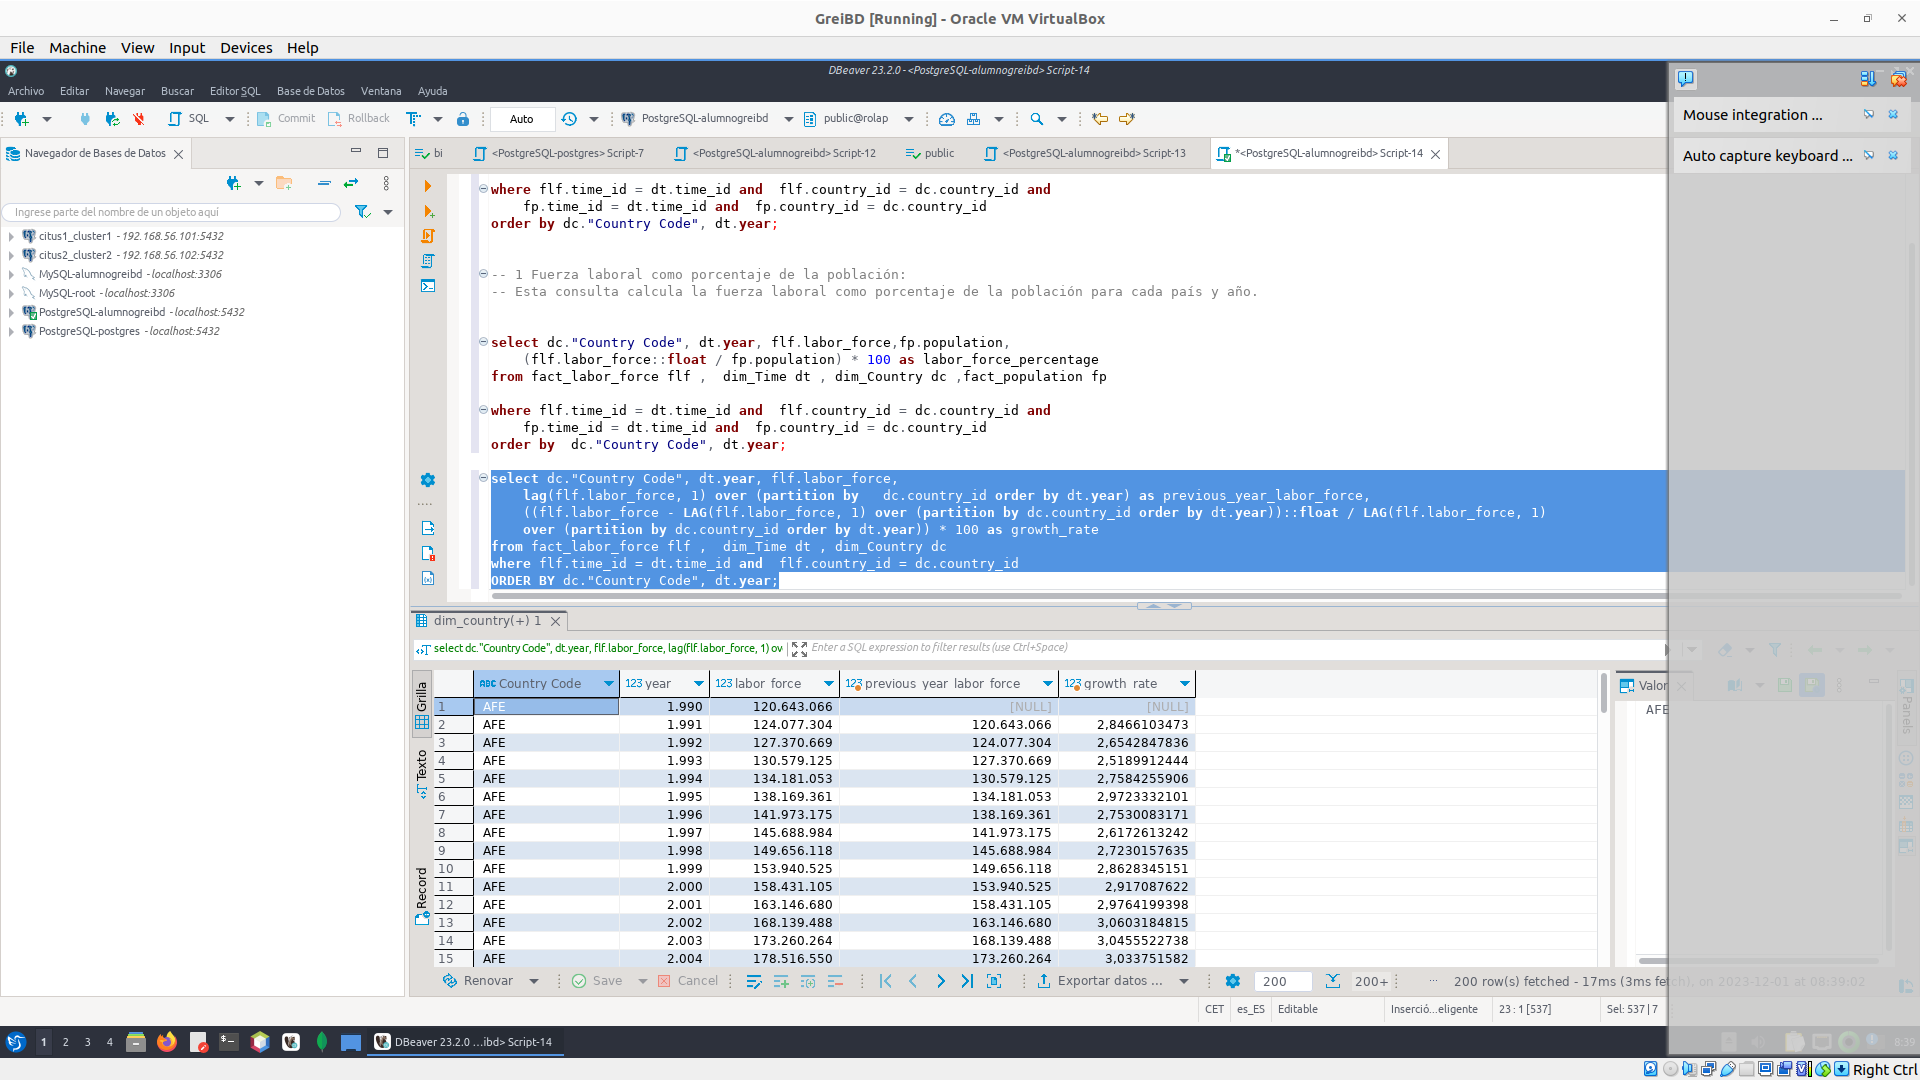 GreiBD [Running] - Oracle VM VirtualBox
File Machine View Input Devices Help
DBeaver 23.2.0 - <PostgreSQL-alumnogreibd> Script-14
Archivo Editar Navegar Buscar Editor SQL Base de Datos Ventana Ayuda
SQL Commit Rollback Auto PostgreSQL-alumnogreibd public@rolap
Mouse integration ...
Auto capture keyboard ...
Navegador de Bases de Datos
bi <PostgreSQL-postgres> Script-7 <PostgreSQL-alumnogreibd> Script-12 public <PostgreSQL-alumnogreibd> Script-13 *<PostgreSQL-alumnogreibd> Script-14
Ingrese parte del nombre de un objeto aquí
citus1_cluster1 - 192.168.56.101:5432
citus2_cluster2 - 192.168.56.102:5432
MySQL-alumnogreibd - localhost:3306
MySQL-root - localhost:3306
PostgreSQL-alumnogreibd - localhost:5432
PostgreSQL-postgres - localhost:5432
where flf.time_id = dt.time_id and  flf.country_id = dc.country_id and
    fp.time_id = dt.time_id and  fp.country_id = dc.country_id
order by dc."Country Code", dt.year;
-- 1 Fuerza laboral como porcentaje de la población:
-- Esta consulta calcula la fuerza laboral como porcentaje de la población para cada país y año.
select dc."Country Code", dt.year, flf.labor_force,fp.population,
    (flf.labor_force::float / fp.population) * 100 as labor_force_percentage
from fact_labor_force flf ,  dim_Time dt , dim_Country dc ,fact_population fp
where flf.time_id = dt.time_id and  flf.country_id = dc.country_id and
    fp.time_id = dt.time_id and  fp.country_id = dc.country_id
order by  dc."Country Code", dt.year;
select dc."Country Code", dt.year, flf.labor_force,
    lag(flf.labor_force, 1) over (partition by   dc.country_id order by dt.year) as previous_year_labor_force,
    ((flf.labor_force - LAG(flf.labor_force, 1) over (partition by dc.country_id order by dt.year))::float / LAG(flf.labor_force, 1)
    over (partition by dc.country_id order by dt.year)) * 100 as growth_rate
from fact_labor_force flf ,  dim_Time dt , dim_Country dc
where flf.time_id = dt.time_id and  flf.country_id = dc.country_id
ORDER BY dc."Country Code", dt.year;
dim_country(+) 1
select dc."Country Code", dt.year, flf.labor_force, lag(flf.labor_force, 1) ov Enter a SQL expression to filter results (use Ctrl+Space)
Grilla
Texto
Record
ABC Country Code 123 year 123 labor_force 123 previous_year_labor_force 123 growth_rate
1 AFE 1.990 120.643.066 [NULL] [NULL]
2 AFE 1.991 124.077.304 120.643.066 2,8466103473
3 AFE 1.992 127.370.669 124.077.304 2,6542847836
4 AFE 1.993 130.579.125 127.370.669 2,5189912444
5 AFE 1.994 134.181.053 130.579.125 2,7584255906
6 AFE 1.995 138.169.361 134.181.053 2,9723332101
7 AFE 1.996 141.973.175 138.169.361 2,7530083171
8 AFE 1.997 145.688.984 141.973.175 2,6172613242
9 AFE 1.998 149.656.118 145.688.984 2,7230157635
10 AFE 1.999 153.940.525 149.656.118 2,8628345151
11 AFE 2.000 158.431.105 153.940.525 2,917087622
12 AFE 2.001 163.146.680 158.431.105 2,9764199398
13 AFE 2.002 168.139.488 163.146.680 3,0603184815
14 AFE 2.003 173.260.264 168.139.488 3,0455522738
15 AFE 2.004 178.516.550 173.260.264 3,033751582
Valor
AFE
Panels
Renovar Save Cancel Exportar datos ... 200 200+ ... 200 row(s) fetched - 17ms (3ms fetch), on 2023-12-01 at 08:39:02
CET es_ES Editable Inserció...eligente 23 : 1 [537] Sel: 537 | 7
1 2 3 4 DBeaver 23.2.0 ...ibd> Script-14 8:39
Right Ctrl